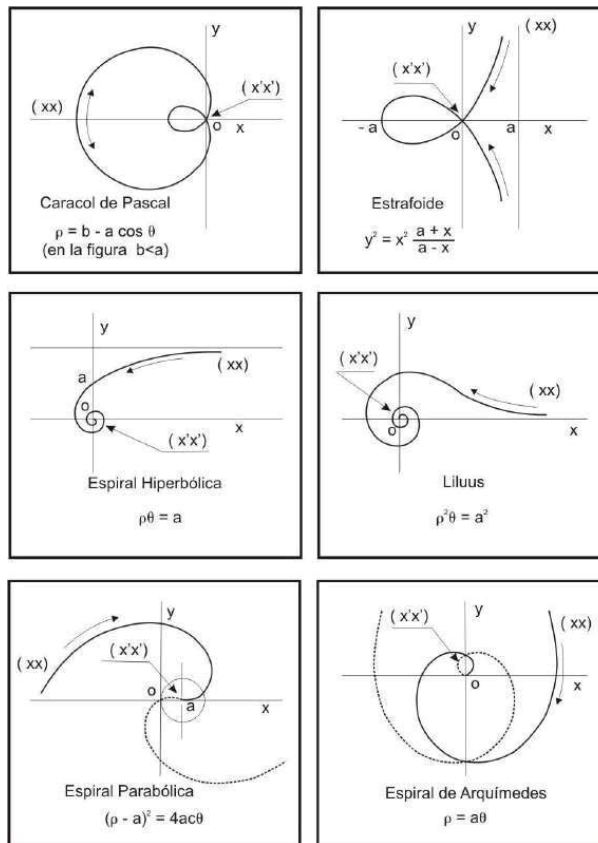 y
( x'x')
( xx)
o
x
Caracol de Pascal
ρ = b - a cos θ
(en la figura b<a)
y
( xx)
( x'x')
- a
o
a
x
Estrafoide
y² = x² a + x / a - x
y
a
( xx)
o
( x'x')
x
Espiral Hiperbólica
ρθ = a
y
( x'x')
( xx)
o
x
Liluus
ρ²θ = a²
y
( xx)
( x'x')
o
a
x
Espiral Parabólica
(ρ - a)² = 4acθ
y
( x'x')
( xx)
x
o
Espiral de Arquímedes
ρ = aθ